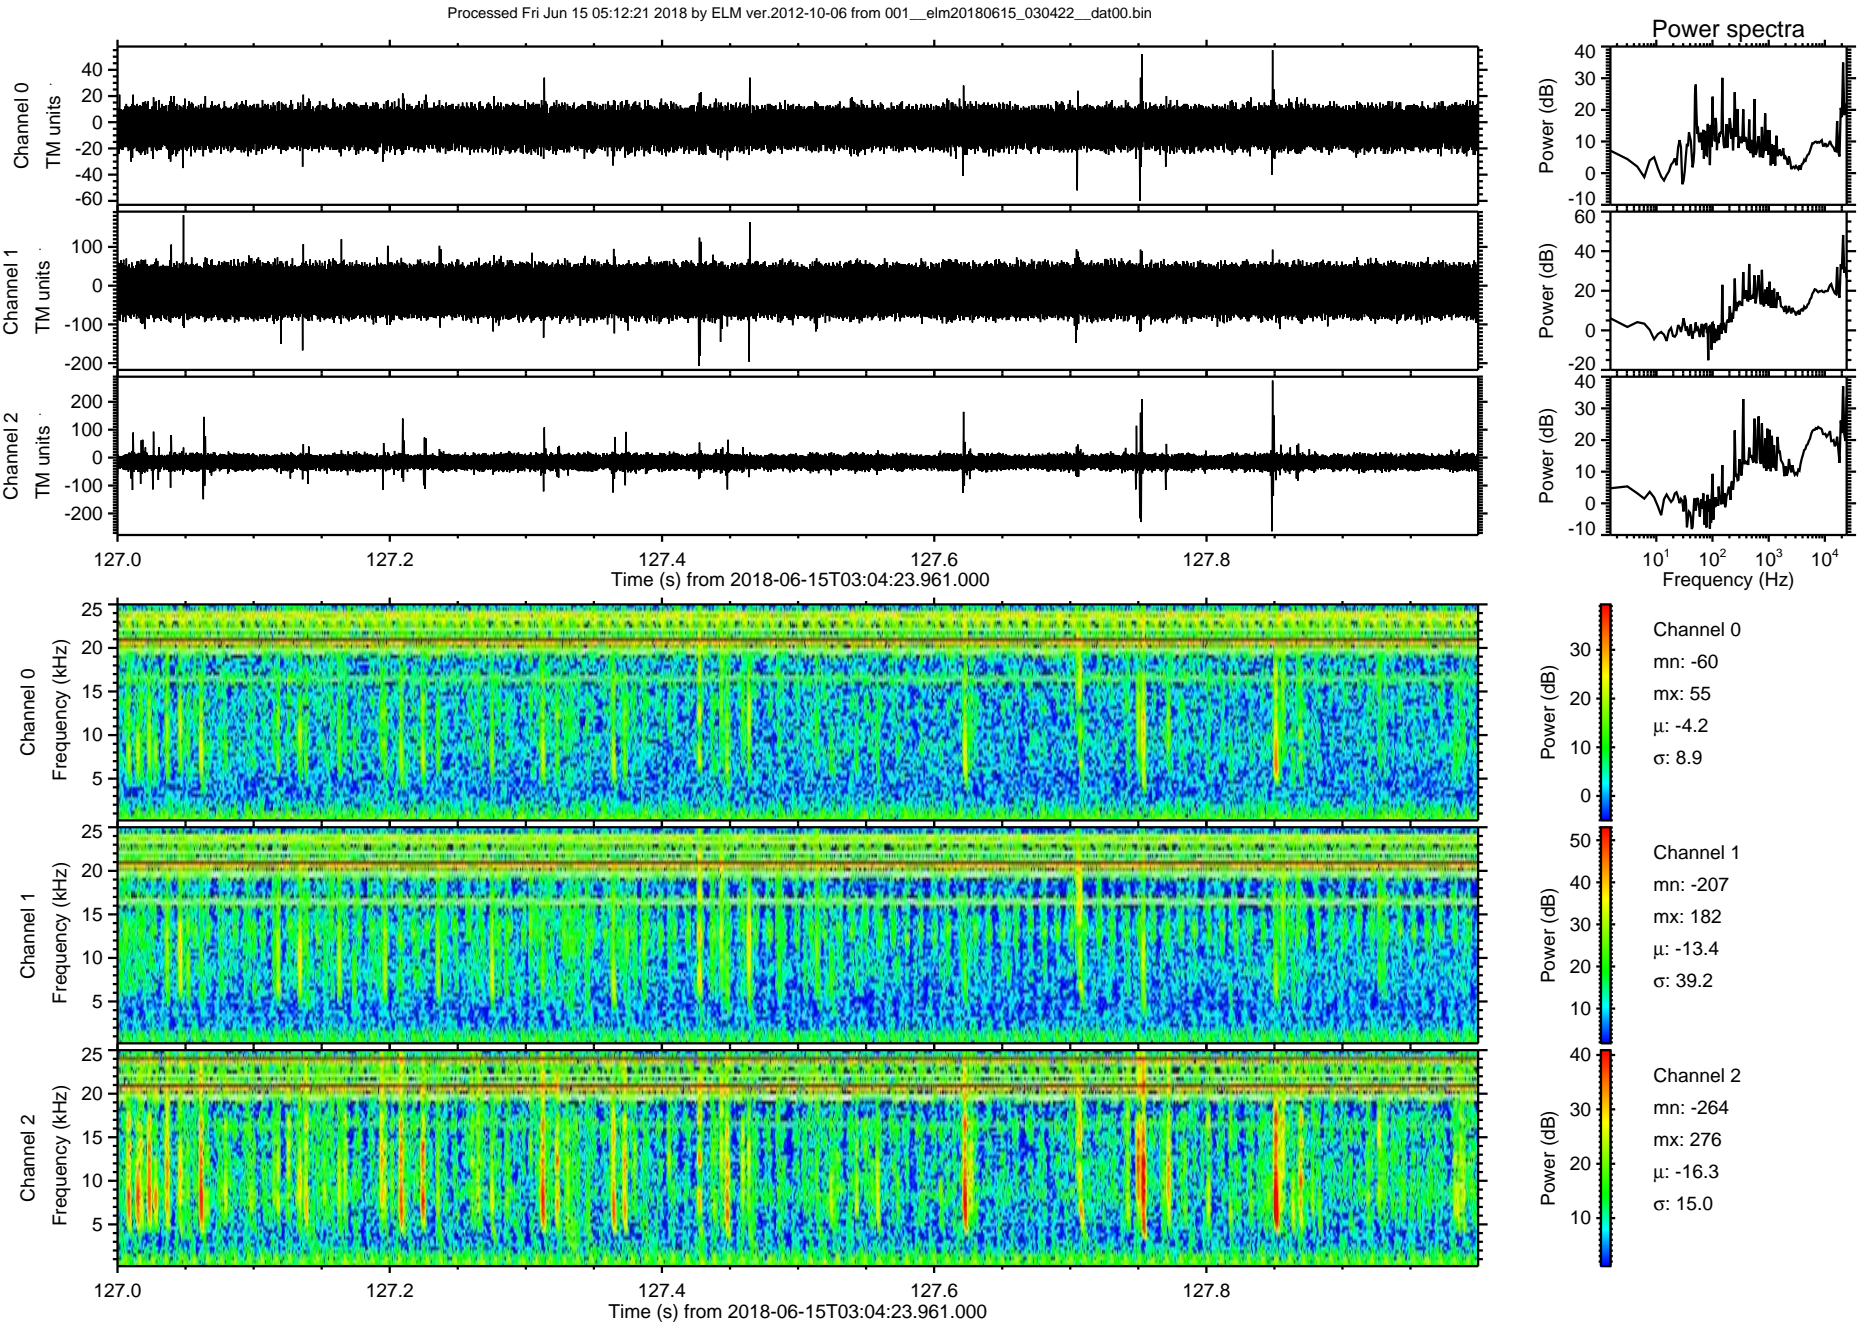 Processed Fri Jun 15 05:12:21 2018 by ELM ver.2012-10-06 from 001__elm20180615_030422__dat00.bin
Power spectra
Channel 0
TM units
40
20
0
-20
-40
-60
Power (dB)
40
30
20
10
0
-10
Channel 1
TM units
100
0
-100
-200
Power (dB)
60
40
20
0
-20
Channel 2
TM units
200
100
0
-100
-200
Power (dB)
40
30
20
10
0
-10
127.0 127.2 127.4 127.6 127.8
Time (s) from 2018-06-15T03:04:23.961.000
10^1 10^2 10^3 10^4
Frequency (Hz)
Channel 0
Frequency (kHz)
25
20
15
10
5
Power (dB)
30
20
10
0
Channel 0
mn: -60
mx: 55
μ: -4.2
σ: 8.9
Channel 1
Frequency (kHz)
25
20
15
10
5
Power (dB)
50
40
30
20
10
Channel 1
mn: -207
mx: 182
μ: -13.4
σ: 39.2
Channel 2
Frequency (kHz)
25
20
15
10
5
Power (dB)
40
30
20
10
Channel 2
mn: -264
mx: 276
μ: -16.3
σ: 15.0
127.0 127.2 127.4 127.6 127.8
Time (s) from 2018-06-15T03:04:23.961.000